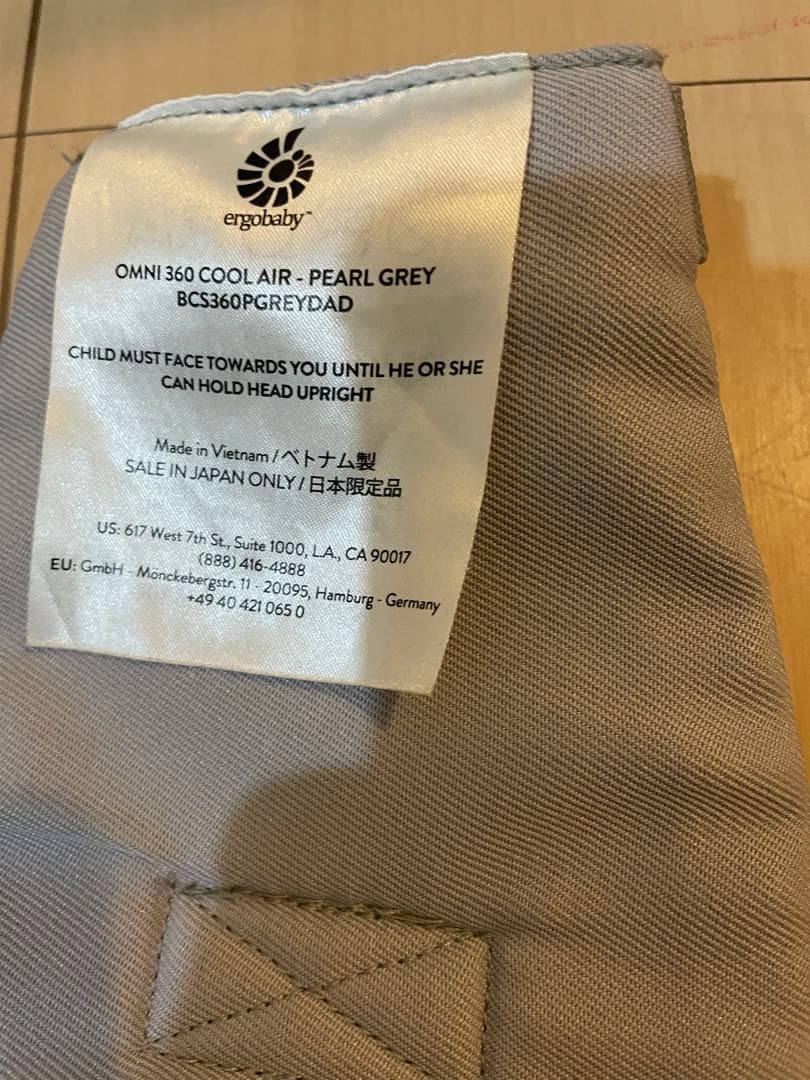 ergobaby™
OMNI 360 COOL AIR - PEARL GREY
BCS360PGREYDAD
CHILD MUST FACE TOWARDS YOU UNTIL HE OR SHE
CAN HOLD HEAD UPRIGHT
Made in Vietnam / ベトナム製
SALE IN JAPAN ONLY / 日本限定品
US: 617 West 7th St., Suite 1000, L.A., CA 90017
(888) 416-4888
EU: GmbH - Mönckebergstr. 11 - 20095, Hamburg - Germany
+49 40 421 065 0